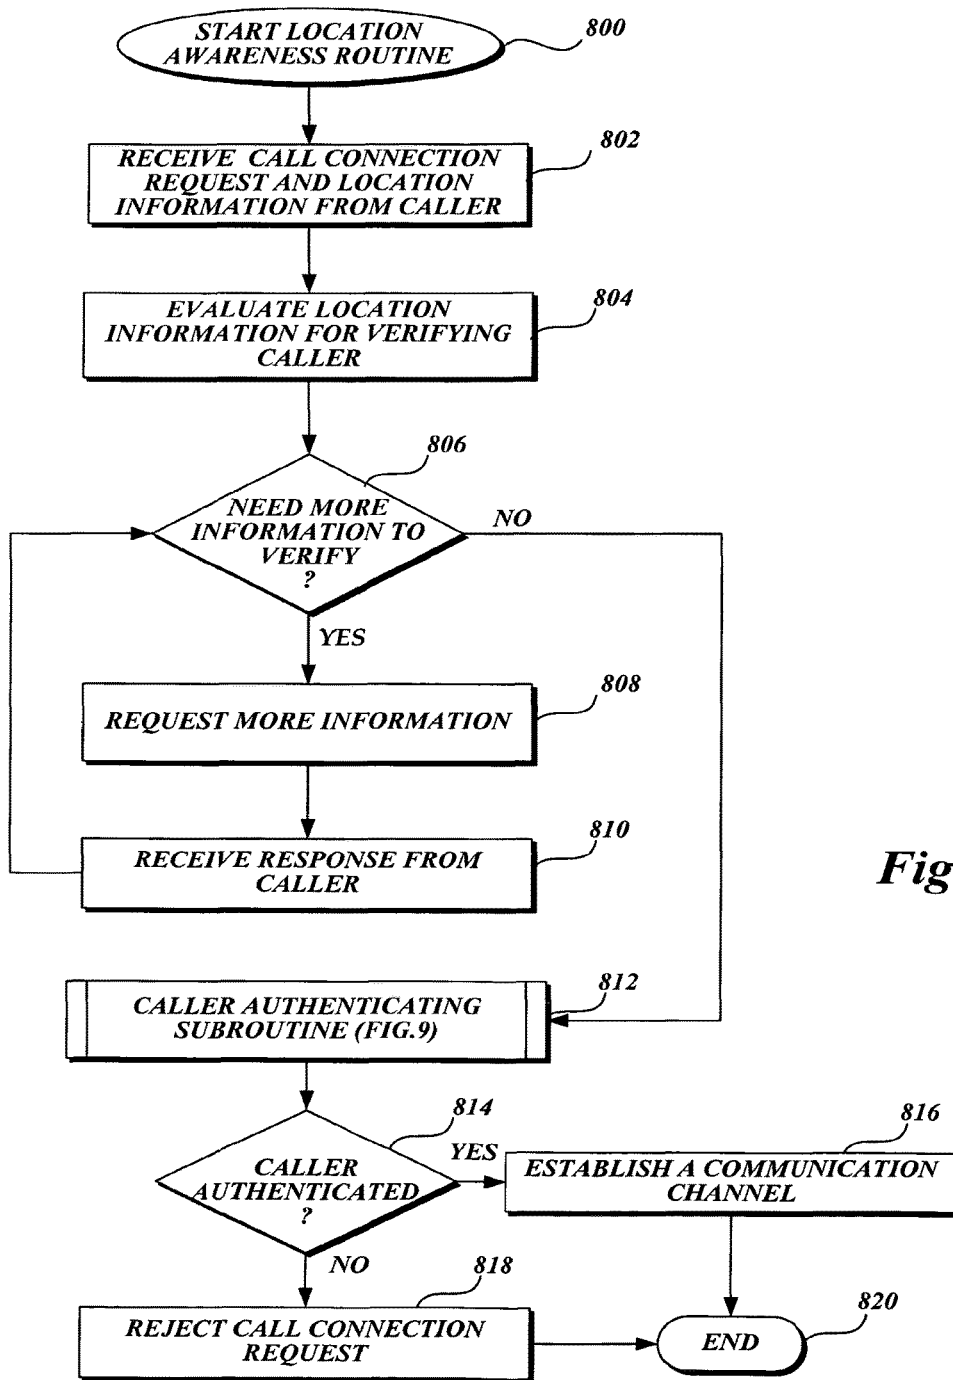 START LOCATION
AWARENESS ROUTINE
800
RECEIVE CALL CONNECTION
REQUEST AND LOCATION
INFORMATION FROM CALLER
802
EVALUATE LOCATION
INFORMATION FOR VERIFYING
CALLER
804
806
NEED MORE
INFORMATION TO
VERIFY
?
NO
YES
REQUEST MORE INFORMATION
808
RECEIVE RESPONSE FROM
CALLER
810
Fig
CALLER AUTHENTICATING
SUBROUTINE (FIG.9)
812
814
CALLER
AUTHENTICATED
?
YES
ESTABLISH A COMMUNICATION
CHANNEL
816
NO
REJECT CALL CONNECTION
REQUEST
818
END
820